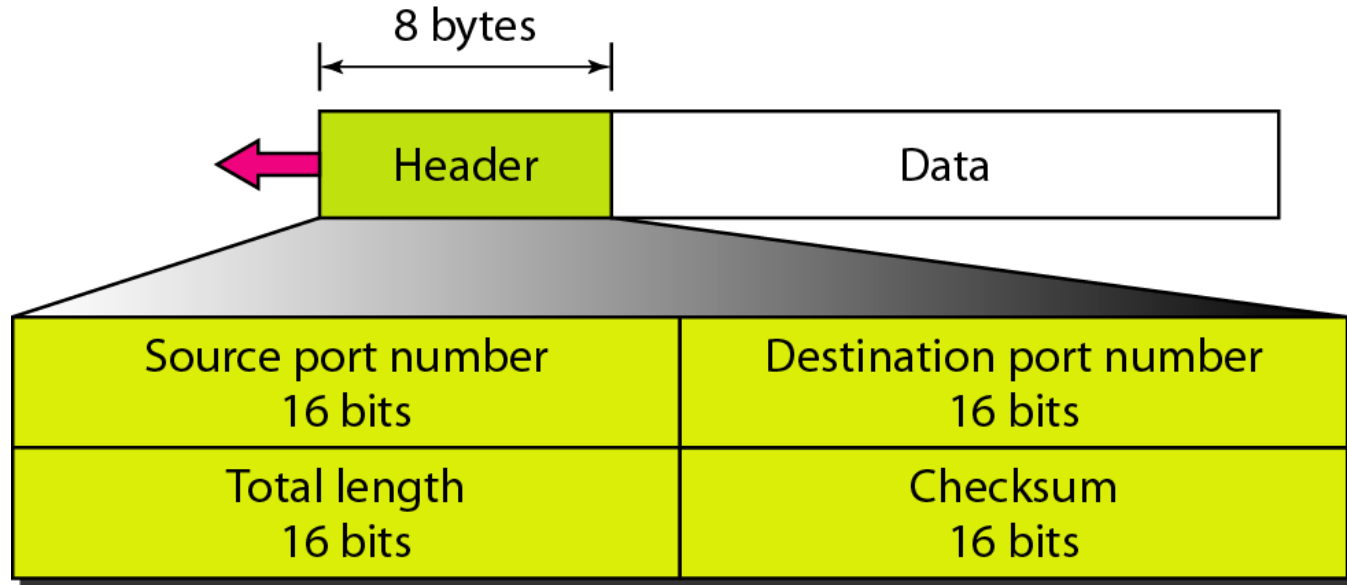 8 bytes
Header
Data
Source port number
16 bits
Destination port number
16 bits
Total length
16 bits
Checksum
16 bits